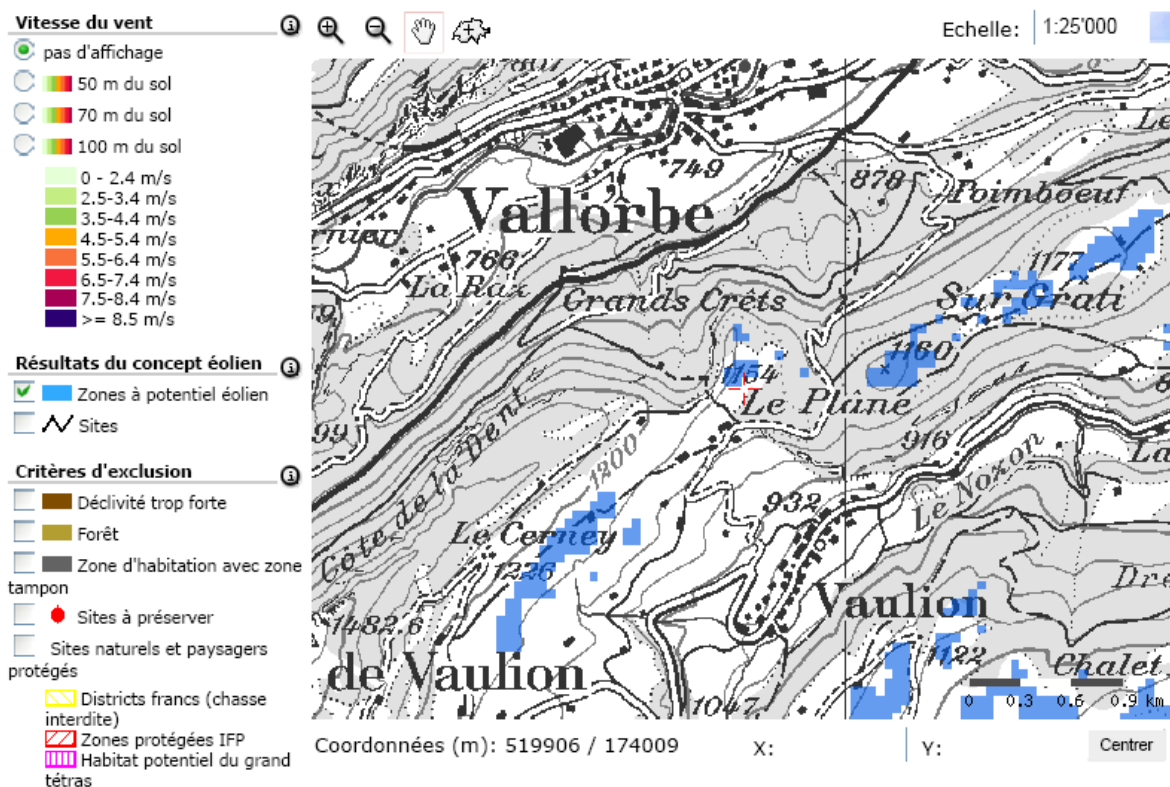 Vitesse du vent
pas d'affichage
50 m du sol
70 m du sol
100 m du sol
0 - 2.4 m/s
2.5-3.4 m/s
3.5-4.4 m/s
4.5-5.4 m/s
5.5-6.4 m/s
6.5-7.4 m/s
7.5-8.4 m/s
>= 8.5 m/s
Résultats du concept éolien
Zones à potentiel éolien
Sites
Critères d'exclusion
Déclivité trop forte
Forêt
Zone d'habitation avec zone
tampon
Sites à préserver
Sites naturels et paysagers
protégés
Districts francs (chasse
interdite)
Zones protégées IFP
Habitat potentiel du grand
tétras
Echelle: 1:25'000
749
Vallorbe
878
Poimboeuf
766
La Rax
1177
Grands Crêts
Sur Grati
1160
1154
Le Plâne
99
916
Côte de la Dent
1200
932
Le Nozon
Le Cerney
1226
Vaulion
1482.6
de Vaulion
1122
Chalet
1047
0 0.3 0.6 0.9 km
Coordonnées (m): 519906 / 174009 X: Y: Centrer